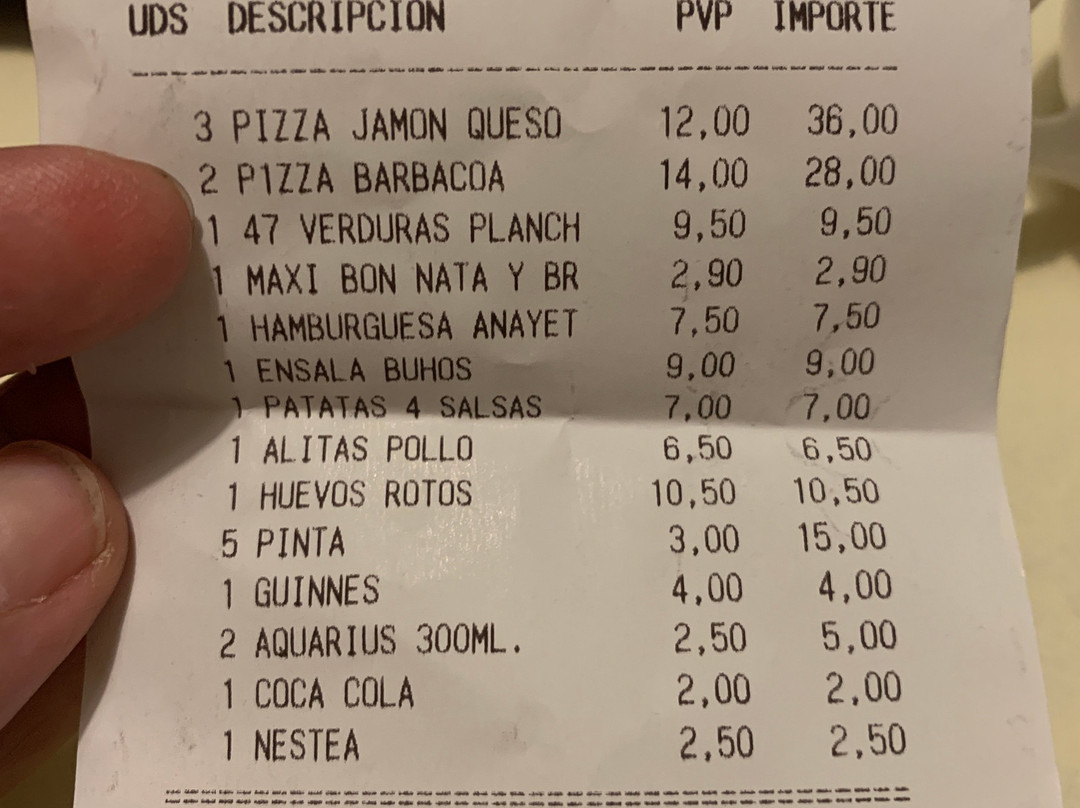 UDS DESCRIPCION PVP IMPORTE
3 PIZZA JAMON QUESO 12,00 36,00
2 PIZZA BARBACOA 14,00 28,00
1 47 VERDURAS PLANCH 9,50 9,50
1 MAXI BON NATA Y BR 2,90 2,90
1 HAMBURGUESA ANAYET 7,50 7,50
1 ENSALA BUHOS 9,00 9,00
1 PATATAS 4 SALSAS 7,00 7,00
1 ALITAS POLLO 6,50 6,50
1 HUEVOS ROTOS 10,50 10,50
5 PINTA 3,00 15,00
1 GUINNES 4,00 4,00
2 AQUARIUS 300ML. 2,50 5,00
1 COCA COLA 2,00 2,00
1 NESTEA 2,50 2,50